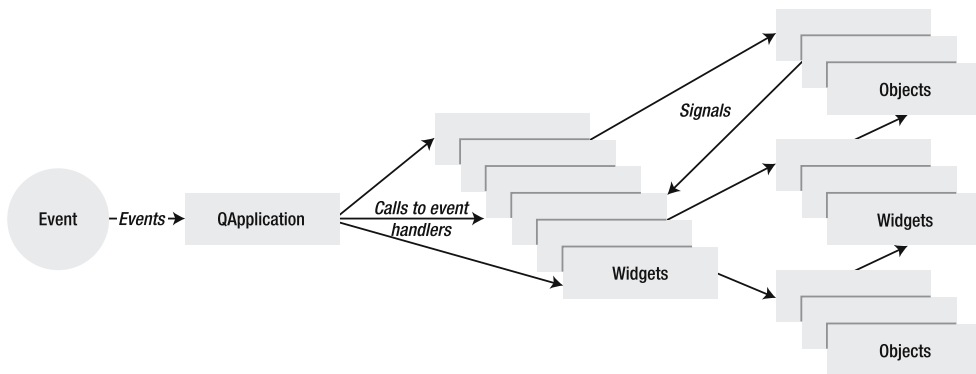 Event
Events
QApplication
Calls to event
handlers
Widgets
Signals
Objects
Widgets
Objects